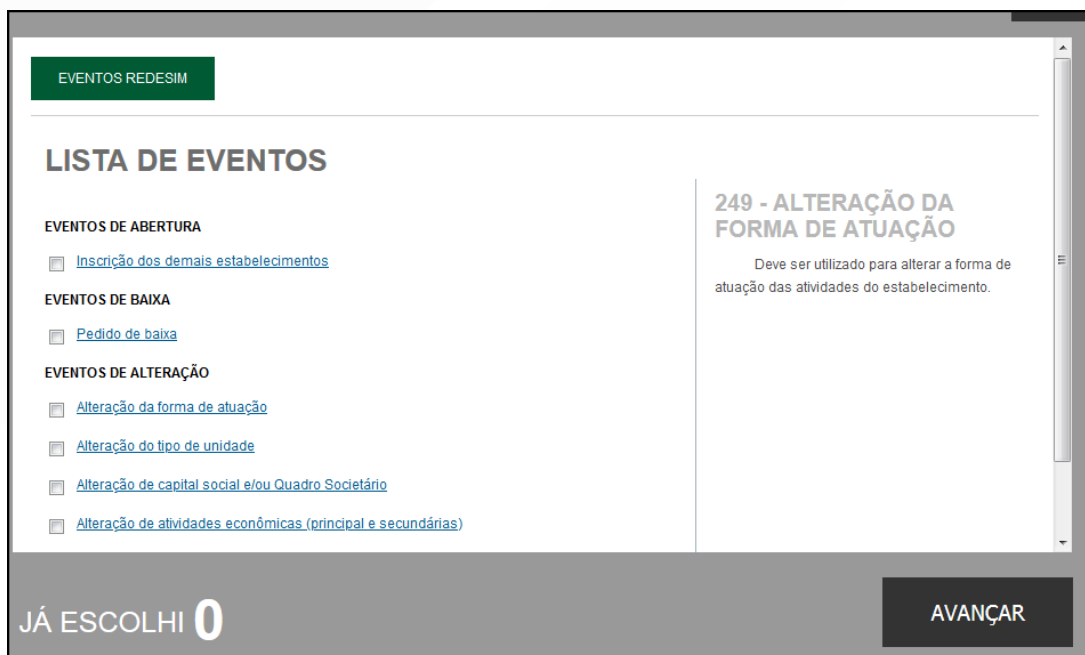 EVENTOS REDESIM
LISTA DE EVENTOS
EVENTOS DE ABERTURA
Inscrição dos demais estabelecimentos
EVENTOS DE BAIXA
Pedido de baixa
EVENTOS DE ALTERAÇÃO
Alteração da forma de atuação
Alteração do tipo de unidade
Alteração de capital social e/ou Quadro Societário
Alteração de atividades econômicas (principal e secundárias)
249 - ALTERAÇÃO DA
FORMA DE ATUAÇÃO
Deve ser utilizado para alterar a forma de
atuação das atividades do estabelecimento.
JÁ ESCOLHI 0
AVANÇAR